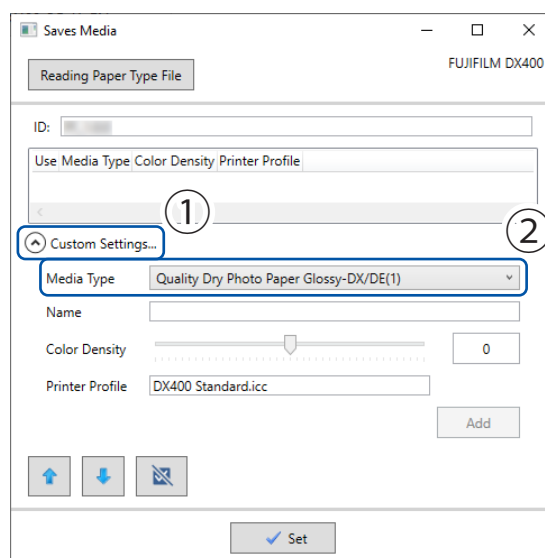 Saves Media
FUJIFILM DX400
Reading Paper Type File
ID:
Use Media Type Color Density Printer Profile
①
Custom Settings...
②
Media Type Quality Dry Photo Paper Glossy-DX/DE(1)
Name
Color Density 0
Printer Profile DX400 Standard.icc
Add
Set